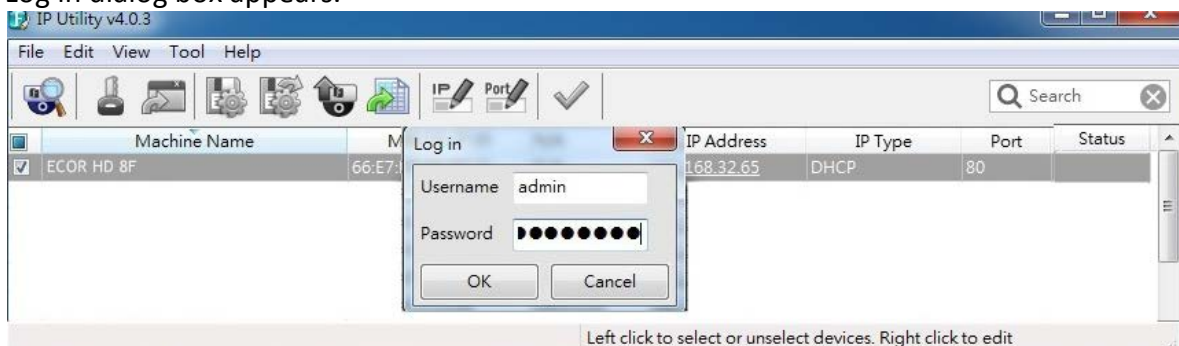 Log in dialog box appears.
IP Utility v4.0.3
File Edit View Tool Help
IP Port Search
Machine Name IP Address IP Type Port Status
ECOR HD 8F 66:E7: 168.32.65 DHCP 80
Log in
Username admin
Password
OK Cancel
Left click to select or unselect devices. Right click to edit